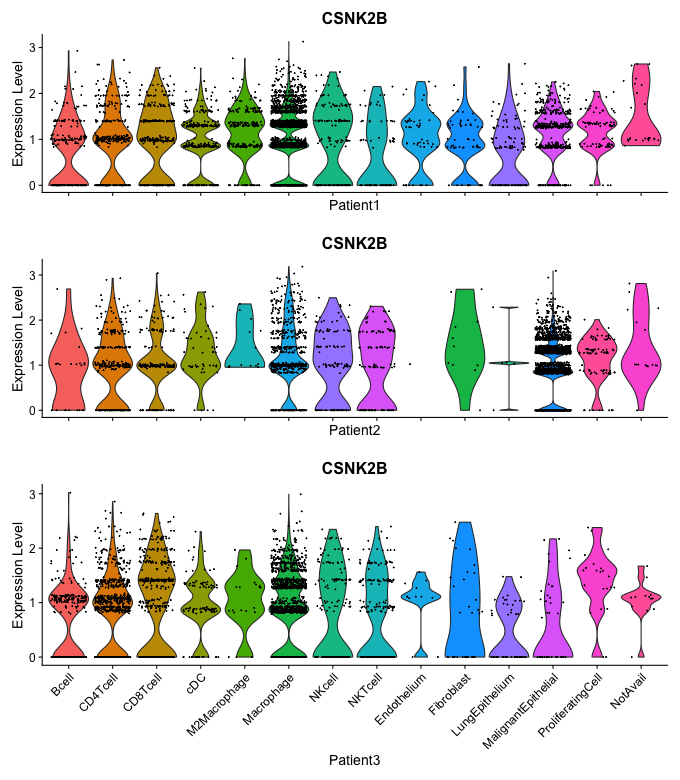 CSNK2B
Expression Level
3
2
1
0
Patient1
CSNK2B
Expression Level
3
2
1
0
Patient2
CSNK2B
Expression Level
3
2
1
0
Bcell
CD4Tcell
CD8Tcell
cDC
M2Macrophage
Macrophage
NKcell
NKTcell
Endothelium
Fibroblast
LungEpithelium
MalignantEpithelial
ProliferatingCell
NotAvail
Patient3